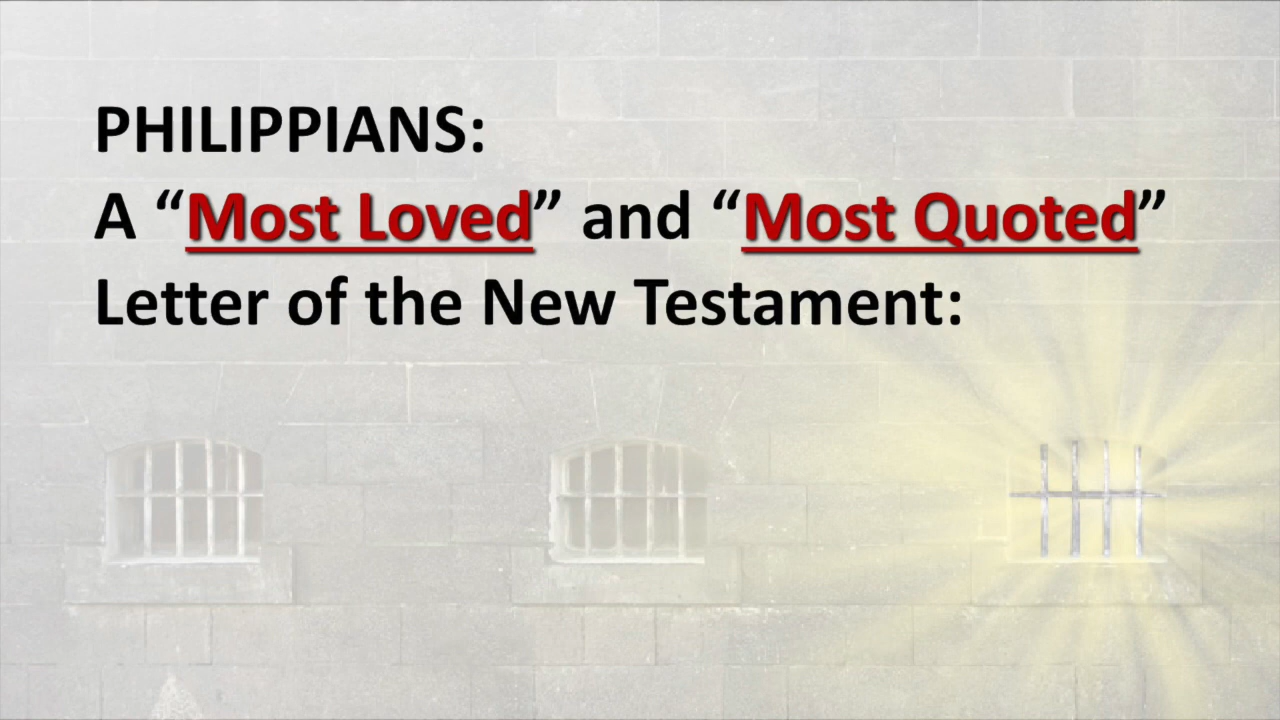 PHILIPPIANS:
A “Most Loved” and “Most Quoted”
Letter of the New Testament: